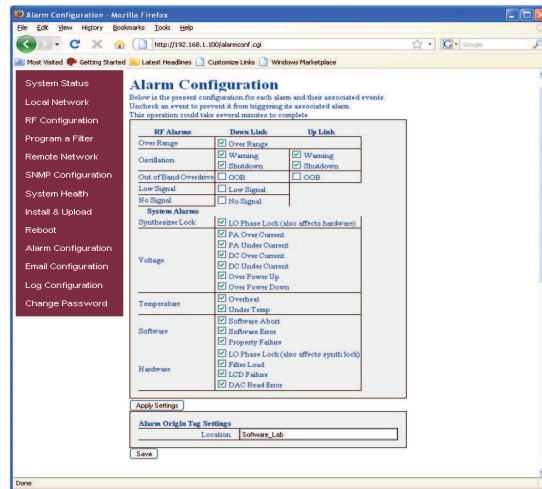 Alarm Configuration - Mozilla Firefox
File Edit View History Bookmarks Tools Help
http://192.168.1.100/alarmconf.cgi
Google
Most Visited Getting Started Latest Headlines Customize Links Windows Marketplace
System Status
Local Network
RF Configuration
Program a Filter
Remote Network
SNMP Configuration
System Health
Install & Upload
Reboot
Alarm Configuration
Email Configuration
Log Configuration
Change Password
Alarm Configuration
Below is the present configuration for each alarm and their associated events.
Uncheck an event to prevent it from triggering its associated alarm.
This operation could take several minutes to complete.
RF Alarms Down Link Up Link
Over Range Over Range
Oscillation Warning Warning
Shutdown Shutdown
Out of Band Overdrive OOB OOB
Low Signal Low Signal
No Signal No Signal
System Alarms
Synthesizer Lock LO Phase Lock (also affects hardware)
Voltage PA Over Current
PA Under Current
DC Over Current
DC Under Current
Over Power Up
Over Power Down
Temperature Overheat
Under Temp
Software Software Abort
Software Error
Property Failure
Hardware LO Phase Lock (also affects synth lock)
Filter Load
LCD Failure
DAC Read Error
Apply Settings
Alarm Origin Tag Settings
Location Software_Lab
Save
Done